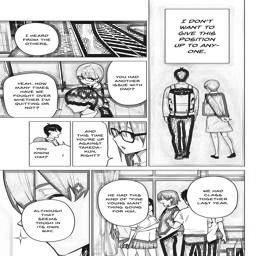 I DON'T
WANT TO
GIVE THIS
POSITION
UP TO ANY-
ONE.
I HEARD
FROM THE
OTHERS.
YOU HAD
ANOTHER
ISSUE WITH
DAD?
YEAH. HOW
MANY TIMES
HAVE WE
FOUGHT OVER
WHETHER I'M
QUITTING OR
NOT?
AND THIS
TIME YOU'RE
UP AGAINST
TAKEDA-
KUN,
RIGHT?
YOU
KNOW
HIM?
WE HAD
CLASS
TOGETHER
LAST YEAR.
HE HAD THIS
KIND OF "FINE
YOUNG MAN"
THING GOING
FOR HIM,
ALTHOUGH
THAT
SEEMS
TOUGH IN
ITS OWN
WAY.